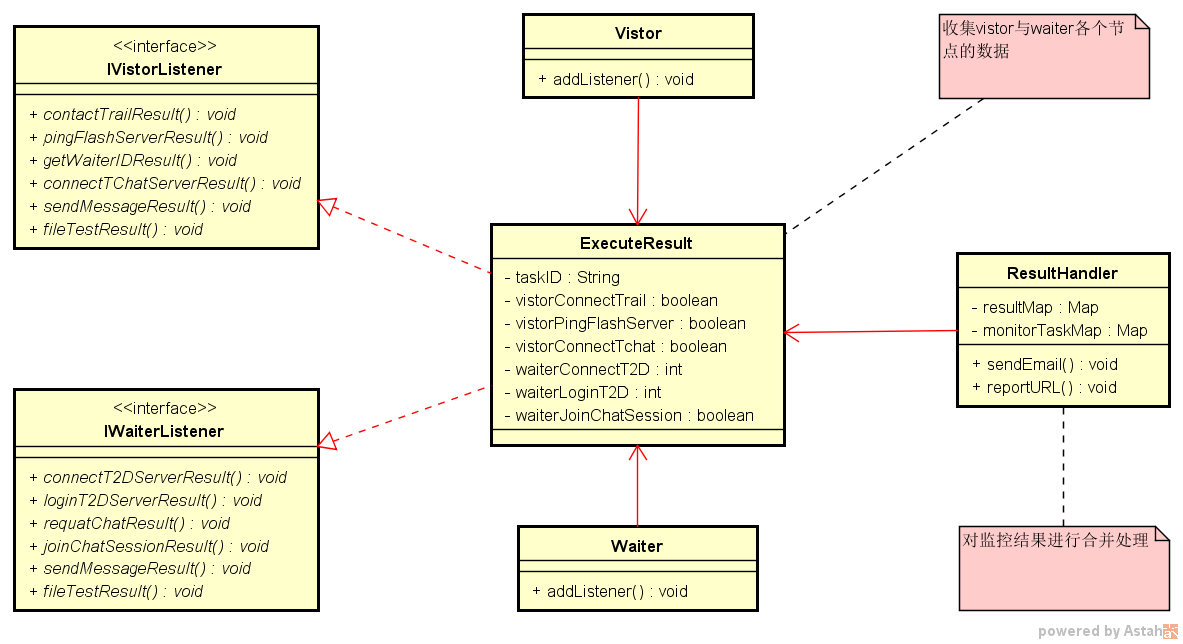 <<interface>>
IVistorListener
+ contactTrailResult() : void
+ pingFlashServerResult() : void
+ getWaiterIDResult() : void
+ connectTChatServerResult() : void
+ sendMessageResult() : void
+ fileTestResult() : void
Vistor
+ addListener() : void
收集vistor与waiter各个节
点的数据
ExecuteResult
- taskID : String
- vistorConnectTrail : boolean
- vistorPingFlashServer : boolean
- vistorConnectTchat : boolean
- waiterConnectT2D : int
- waiterLoginT2D : int
- waiterJoinChatSession : boolean
ResultHandler
- resultMap : Map
- monitorTaskMap : Map
+ sendEmail() : void
+ reportURL() : void
<<interface>>
IWaiterListener
+ connectT2DServerResult() : void
+ loginT2DServerResult() : void
+ requatChatResult() : void
+ joinChatSessionResult() : void
+ sendMessageResult() : void
+ fileTestResult() : void
Waiter
+ addListener() : void
对监控结果进行合并处理
powered by Astah